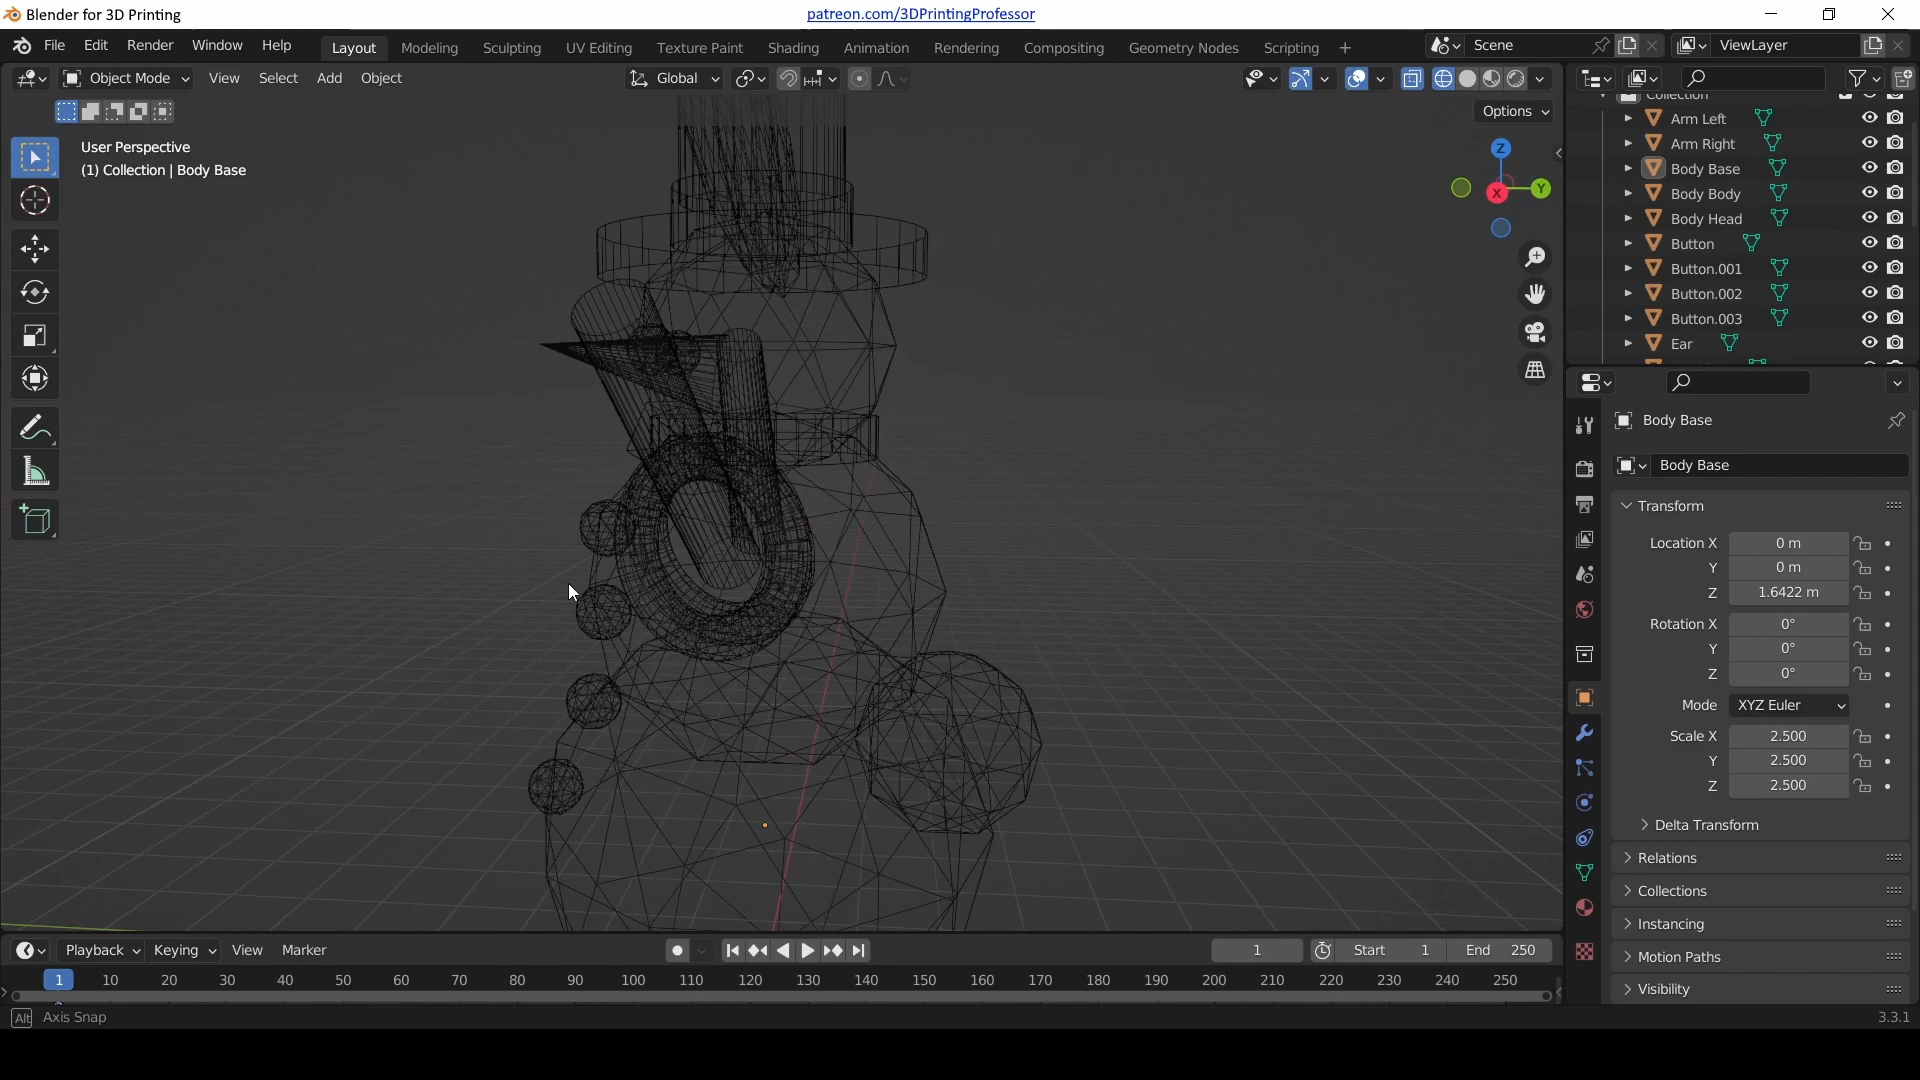 Blender for 3D Printing
patreon.com/3DPrintingProfessor
File Edit Render Window Help
Layout Modeling Sculpting UV Editing Texture Paint Shading Animation Rendering Compositing Geometry Nodes Scripting +
Scene
ViewLayer
Object Mode View Select Add Object
Global
Options
User Perspective
(1) Collection | Body Base
Z
X
Y
Collection
Arm Left
Arm Right
Body Base
Body Body
Body Head
Button
Button.001
Button.002
Button.003
Ear
Body Base
Body Base
Transform
Location X 0 m
Y 0 m
Z 1.6422 m
Rotation X 0°
Y 0°
Z 0°
Mode XYZ Euler
Scale X 2.500
Y 2.500
Z 2.500
Delta Transform
Relations
Collections
Instancing
Motion Paths
Visibility
Playback Keying View Marker
1 Start 1 End 250
1 10 20 30 40 50 60 70 80 90 100 110 120 130 140 150 160 170 180 190 200 210 220 230 240 250
Alt Axis Snap
3.3.1